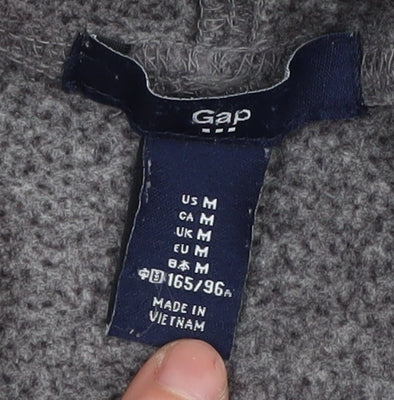 Gap
US M
CA M
UK M
EU M
日本 M
中国 165/96A
MADE IN
VIETNAM